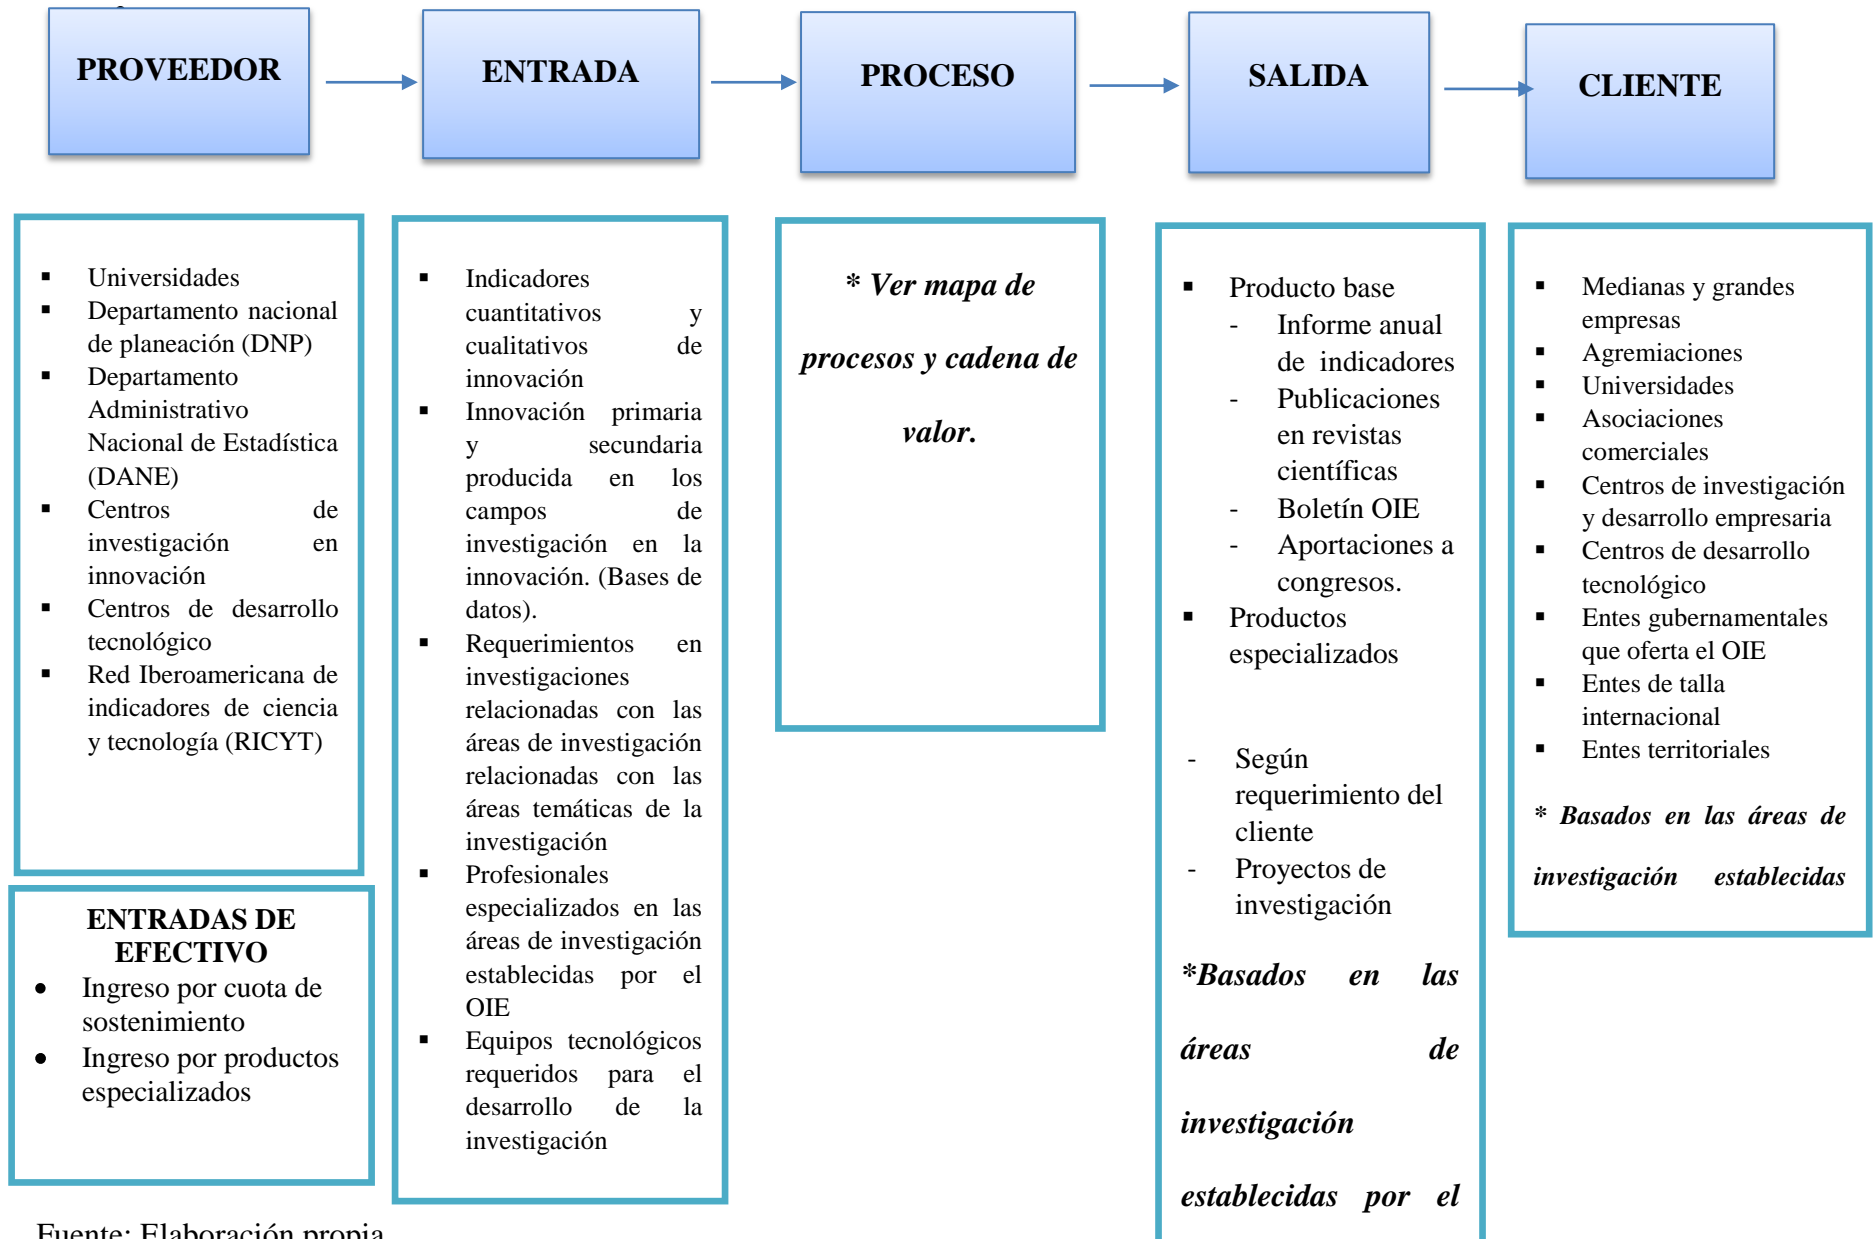 PROVEEDOR
ENTRADA
PROCESO
SALIDA
CLIENTE
▪ Universidades
▪ Departamento nacional
de planeación (DNP)
▪ Departamento
Administrativo
Nacional de Estadística
(DANE)
▪ Centros de
investigación en
innovación
▪ Centros de desarrollo
tecnológico
▪ Red Iberoamericana de
indicadores de ciencia
y tecnología (RICYT)
ENTRADAS DE
EFECTIVO
• Ingreso por cuota de
sostenimiento
• Ingreso por productos
especializados
▪ Indicadores
cuantitativos y
cualitativos de
innovación
▪ Innovación primaria
y secundaria
producida en los
campos de
investigación en la
innovación. (Bases de
datos).
▪ Requerimientos en
investigaciones
relacionadas con las
áreas de investigación
relacionadas con las
áreas temáticas de la
investigación
▪ Profesionales
especializados en las
áreas de investigación
establecidas por el
OIE
▪ Equipos tecnológicos
requeridos para el
desarrollo de la
investigación
* Ver mapa de
procesos y cadena de
valor.
▪ Producto base
- Informe anual
de indicadores
- Publicaciones
en revistas
científicas
- Boletín OIE
- Aportaciones a
congresos.
▪ Productos
especializados
- Según
requerimiento del
cliente
- Proyectos de
investigación
*Basados en las
áreas de
investigación
establecidas por el
▪ Medianas y grandes
empresas
▪ Agremiaciones
▪ Universidades
▪ Asociaciones
comerciales
▪ Centros de investigación
y desarrollo empresaria
▪ Centros de desarrollo
tecnológico
▪ Entes gubernamentales
que oferta el OIE
▪ Entes de talla
internacional
▪ Entes territoriales
* Basados en las áreas de
investigación establecidas
Fuente: Elaboración propia